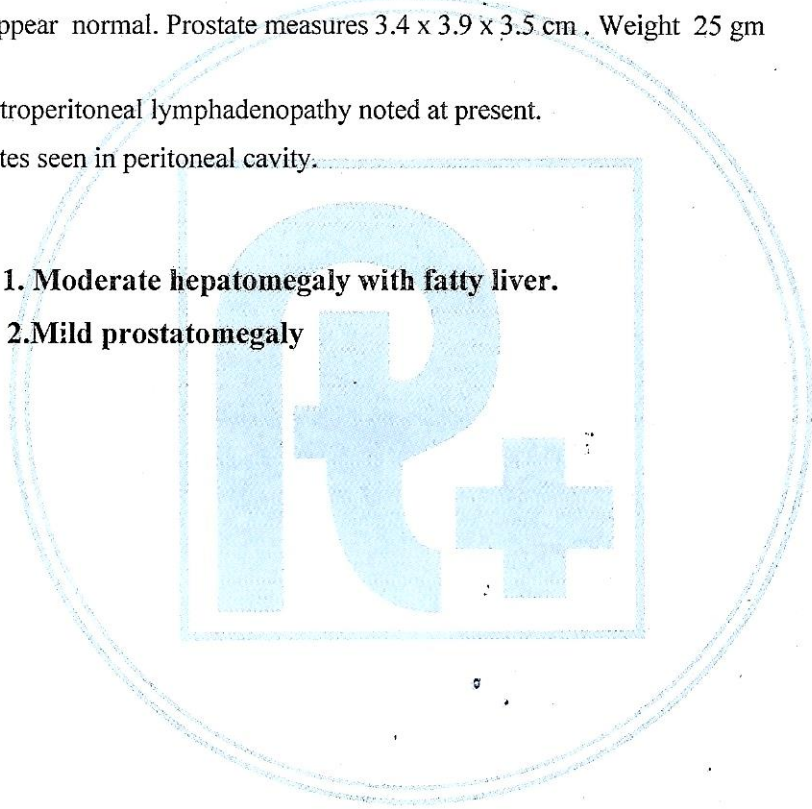 ppear normal. Prostate measures 3.4 x 3.9 x 3.5 cm . Weight 25 gm
troperitoneal lymphadenopathy noted at present.
tes seen in peritoneal cavity.
1. Moderate hepatomegaly with fatty liver.
2.Mild prostatomegaly